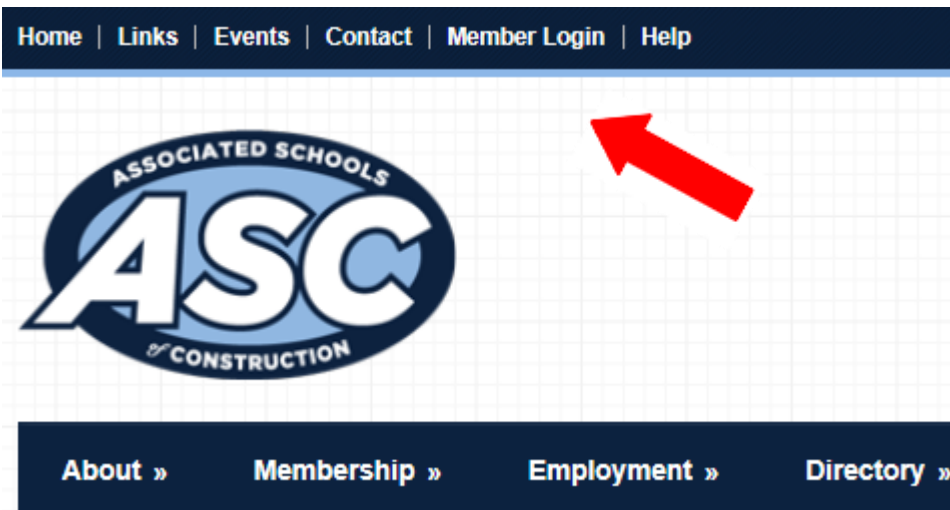 Home | Links | Events | Contact | Member Login | Help
ASSOCIATED SCHOOLS
ASC
of CONSTRUCTION
About » Membership » Employment » Directory »